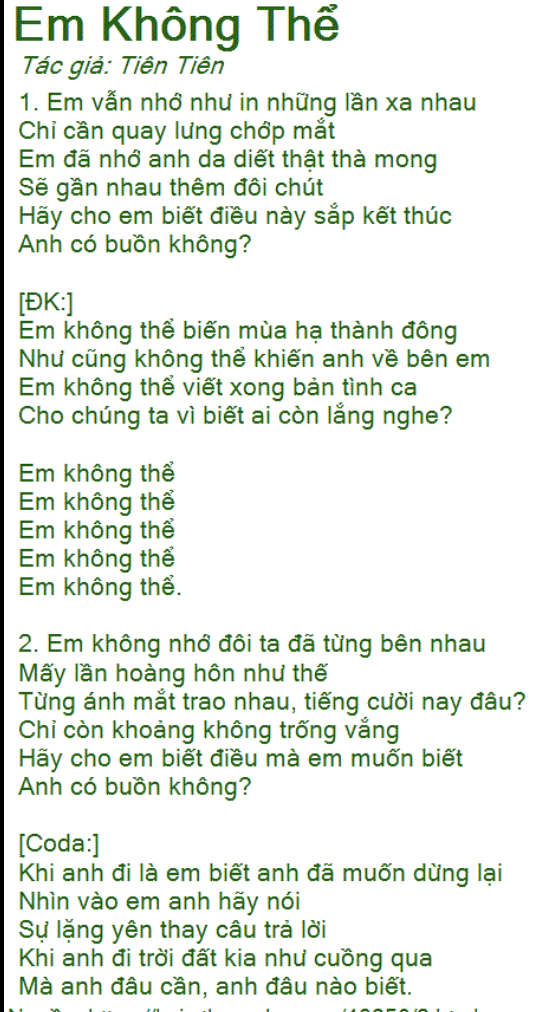 Em Không Thể
Tác giả: Tiên Tiên
1. Em vẫn nhớ như in những lần xa nhau
Chỉ cần quay lưng chớp mắt
Em đã nhớ anh da diết thật thà mong
Sẽ gần nhau thêm đôi chút
Hãy cho em biết điều này sắp kết thúc
Anh có buồn không?
[ĐK:]
Em không thể biến mùa hạ thành đông
Như cũng không thể khiến anh về bên em
Em không thể viết xong bản tình ca
Cho chúng ta vì biết ai còn lắng nghe?
Em không thể
Em không thể
Em không thể
Em không thể
Em không thể.
2. Em không nhớ đôi ta đã từng bên nhau
Mấy lần hoàng hôn như thế
Từng ánh mắt trao nhau, tiếng cười nay đâu?
Chỉ còn khoảng không trống vắng
Hãy cho em biết điều mà em muốn biết
Anh có buồn không?
[Coda:]
Khi anh đi là em biết anh đã muốn dừng lại
Nhìn vào em anh hãy nói
Sự lặng yên thay câu trả lời
Khi anh đi trời đất kia như cuồng qua
Mà anh đâu cần, anh đâu nào biết.